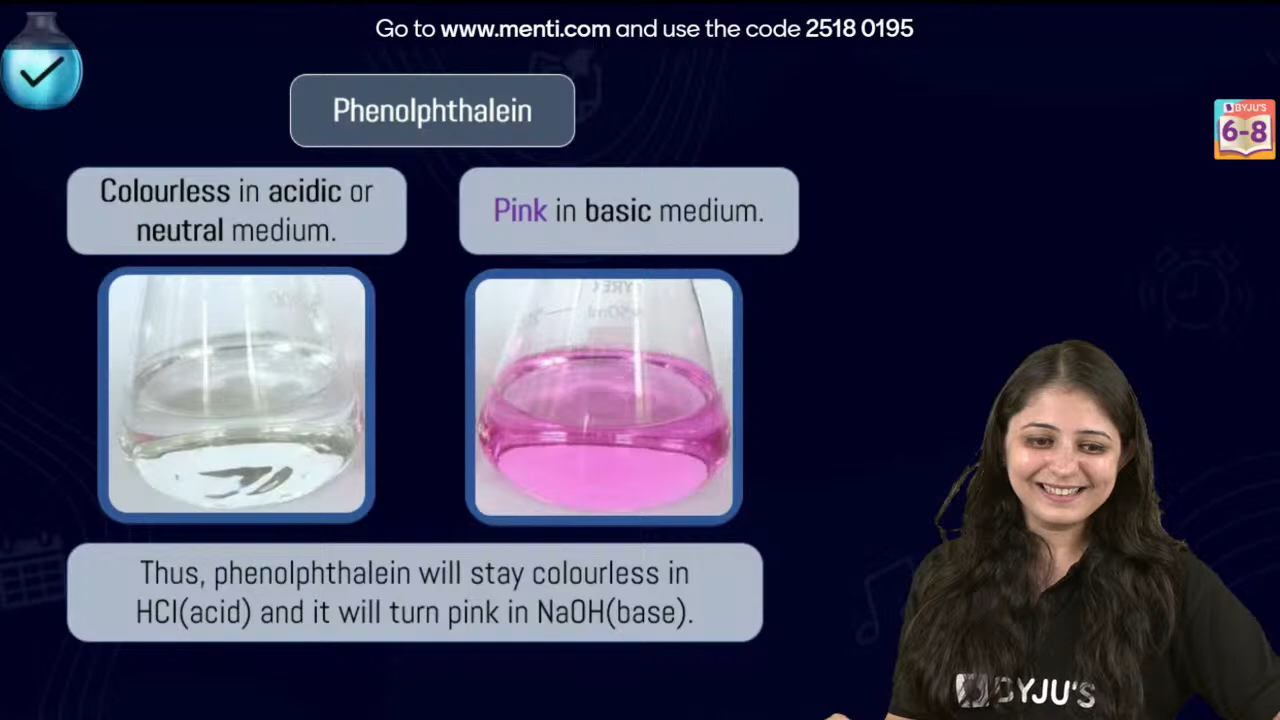 Go to www.menti.com and use the code 2518 0195
Phenolphthalein
BYJU'S
6-8
Colourless in acidic or
neutral medium.
Pink in basic medium.
Thus, phenolphthalein will stay colourless in
HCl(acid) and it will turn pink in NaOH(base).
BYJU'S